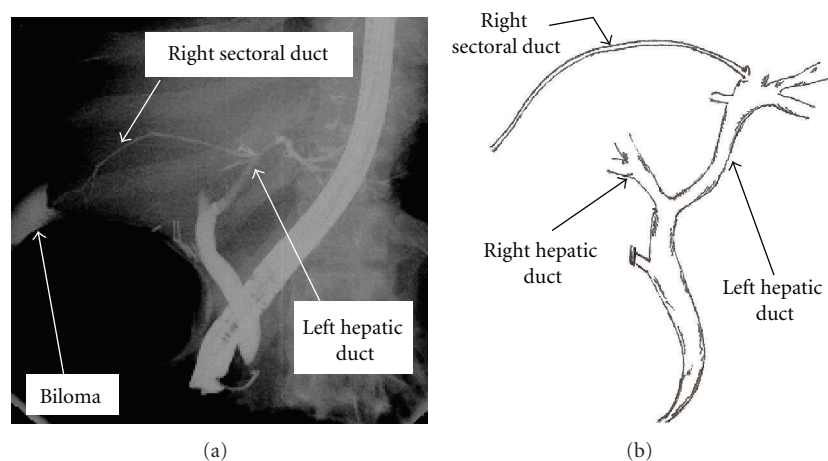 Right sectoral duct
Left hepatic
duct
Biloma
(a)
Right
sectoral duct
Right hepatic
duct
Left hepatic
duct
(b)